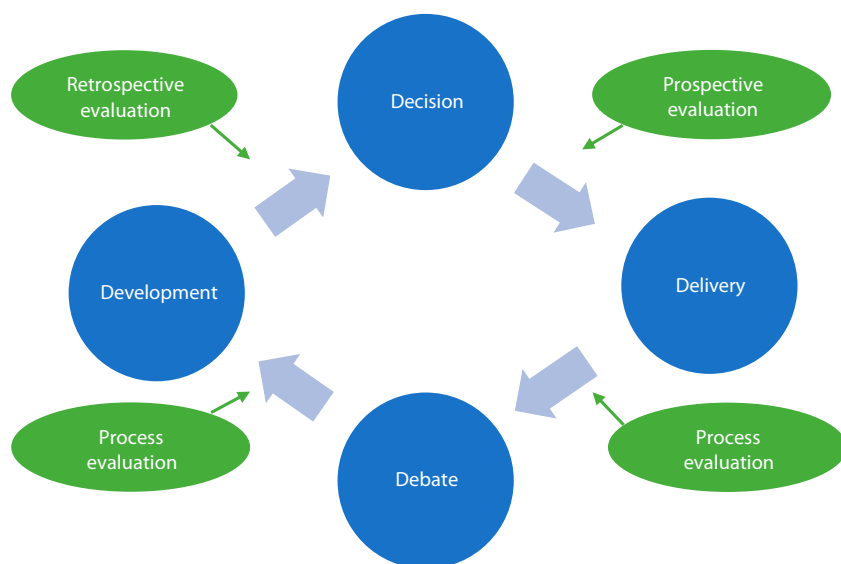 Retrospective
evaluation
Decision
Prospective
evaluation
Development
Delivery
Process
evaluation
Debate
Process
evaluation